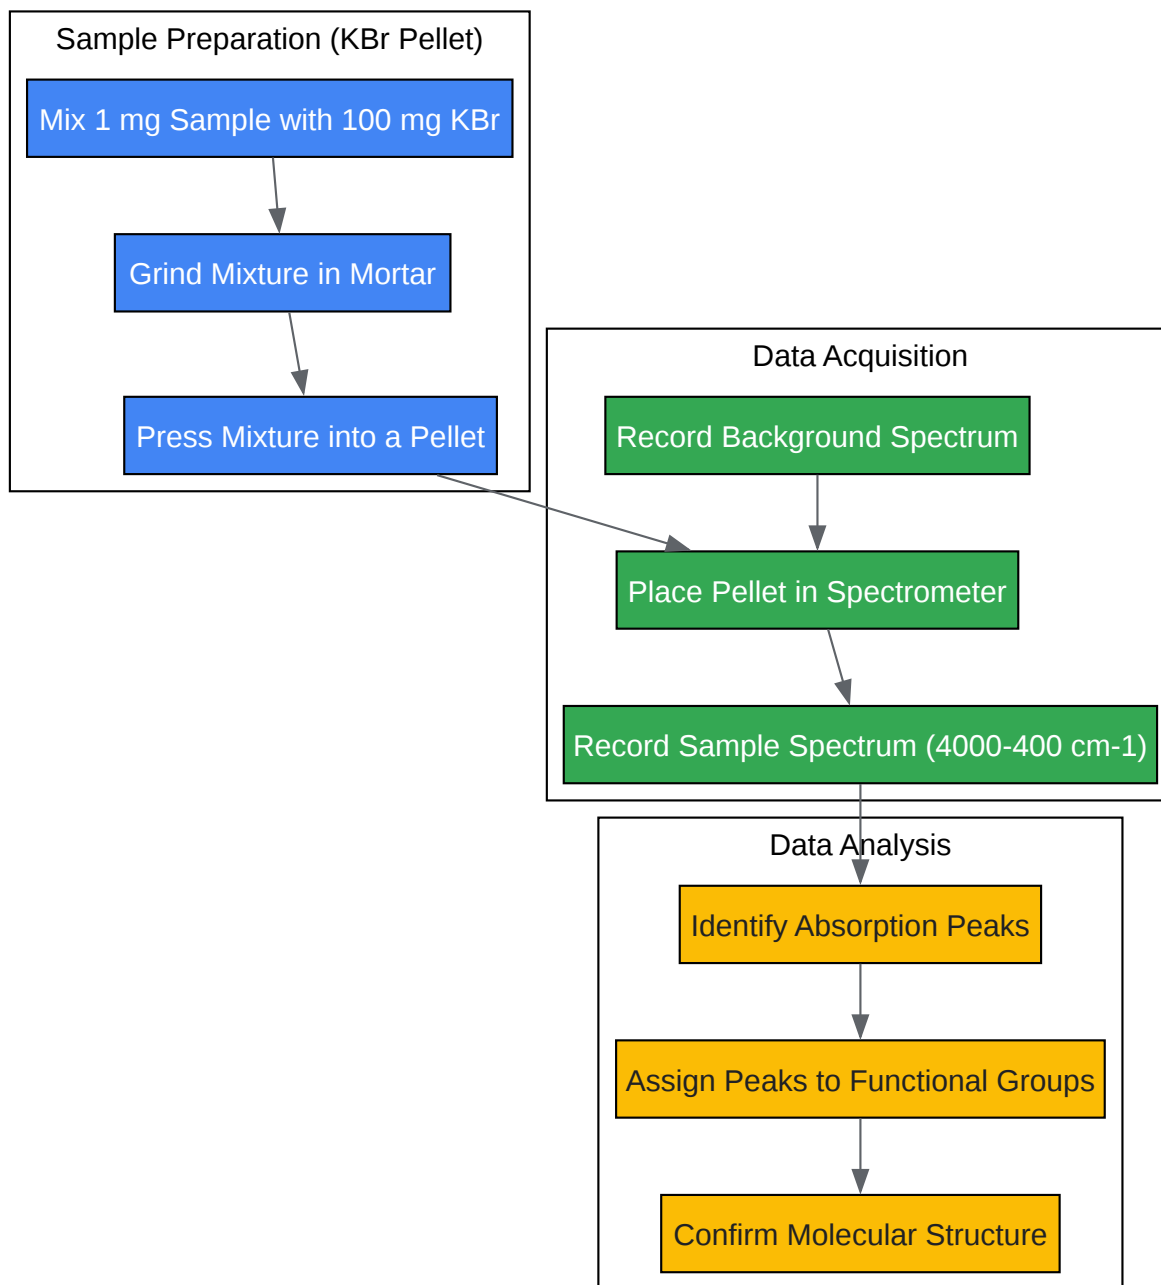 Sample Preparation (KBr Pellet)
Mix 1 mg Sample with 100 mg KBr
Grind Mixture in Mortar
Press Mixture into a Pellet
Data Acquisition
Record Background Spectrum
Place Pellet in Spectrometer
Record Sample Spectrum (4000-400 cm-1)
Data Analysis
Identify Absorption Peaks
Assign Peaks to Functional Groups
Confirm Molecular Structure